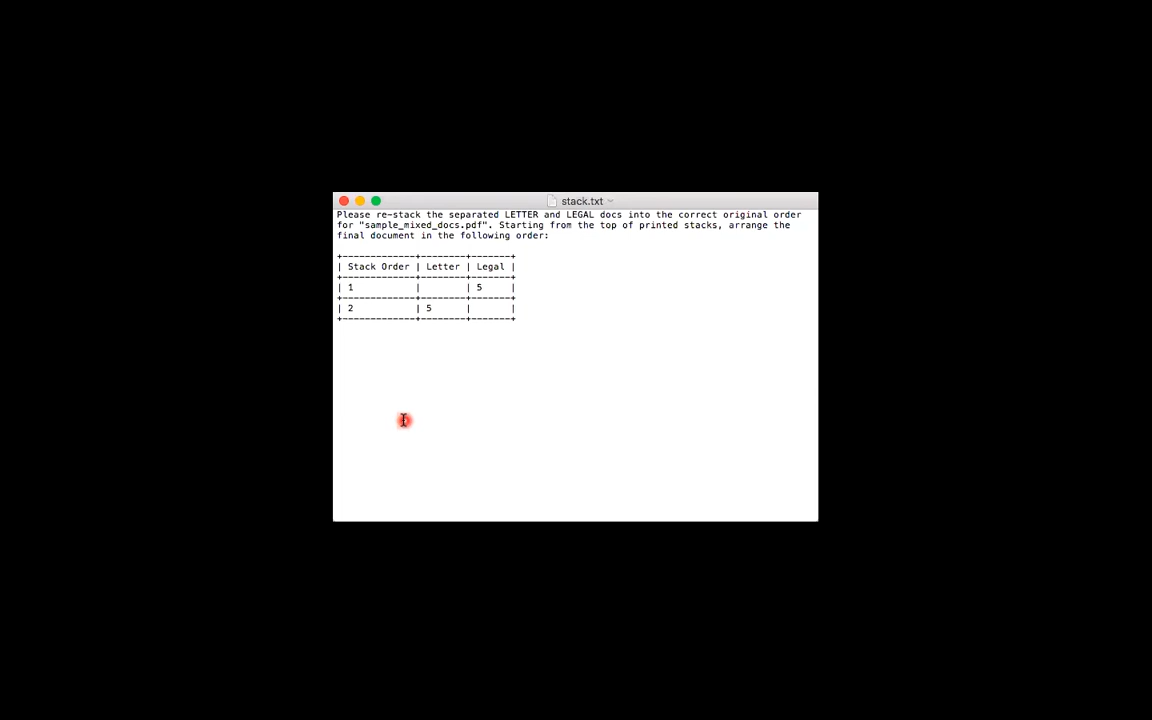 stack.txt
Please re-stack the separated LETTER and LEGAL docs into the correct original order
for "sample_mixed_docs.pdf". Starting from the top of printed stacks, arrange the
final document in the following order:
+-------------+--------+-------+
| Stack Order | Letter | Legal |
+-------------+--------+-------+
| 1           |        | 5     |
+-------------+--------+-------+
| 2           | 5      |       |
+-------------+--------+-------+